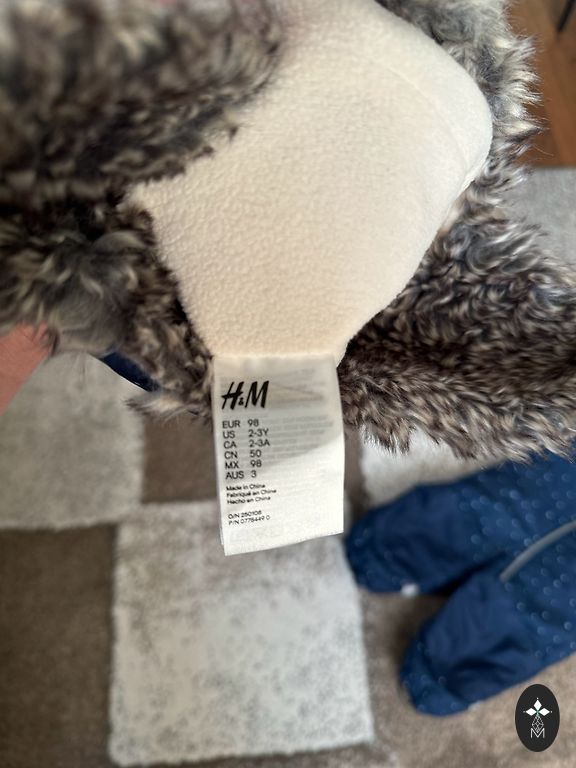 H&M
EUR 98
US 2-3Y
CA 2-3A
CN 50
MX 98
AUS 3
Made in China
Fabriqué en Chine
Hecho en China
O/N 250108
P/N 0778449 0
M